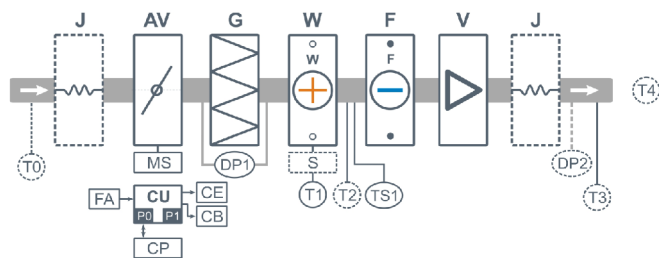 J AV G W F V J
W F
T4
MS DP1 S DP2
T0 T1 T2 TS1 T3
FA CU CE
P0 P1 CB
CP